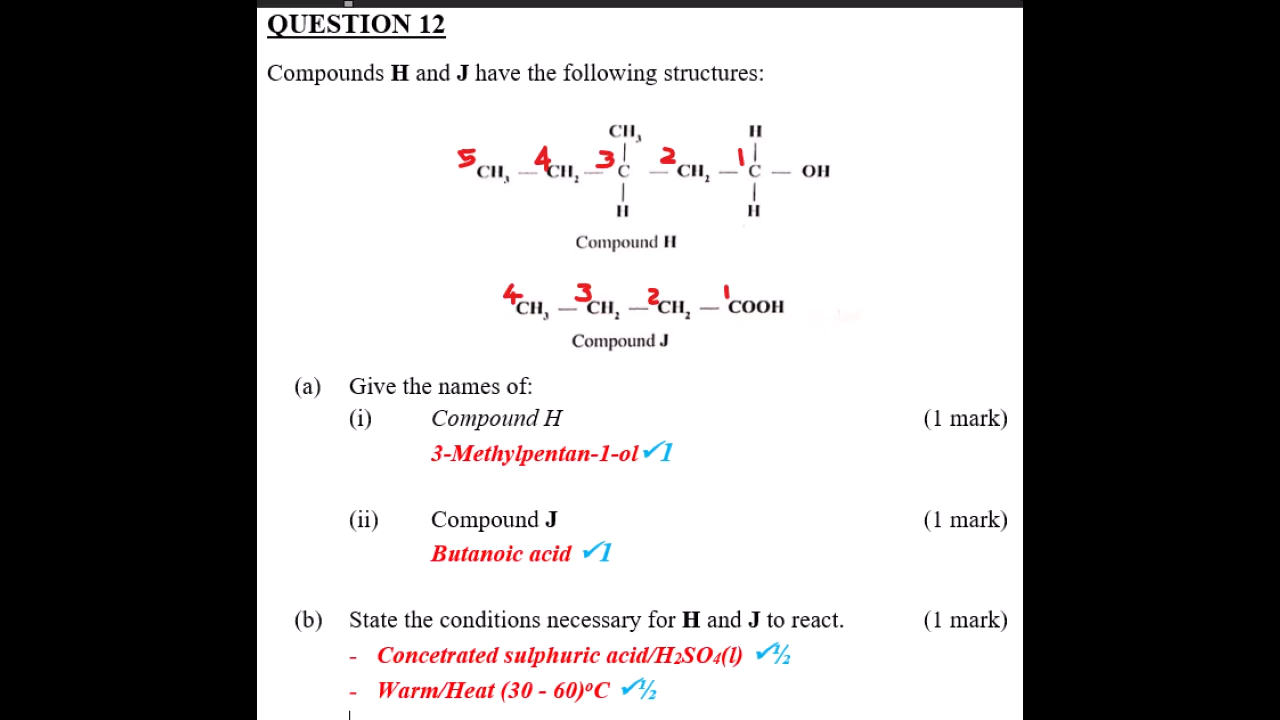 QUESTION 12
Compounds H and J have the following structures:
CH₃ H
5 4 3 2 1
CH₃ — CH₂ — C — CH₂ — C — OH
H H
Compound H
4 3 2 1
CH₃ — CH₂ — CH₂ — COOH
Compound J
(a) Give the names of:
(i) Compound H (1 mark)
3-Methylpentan-1-ol ✓1
(ii) Compound J (1 mark)
Butanoic acid ✓1
(b) State the conditions necessary for H and J to react. (1 mark)
- Concetrated sulphuric acid/H₂SO₄(l) ✓½
- Warm/Heat (30 - 60)⁰C ✓½